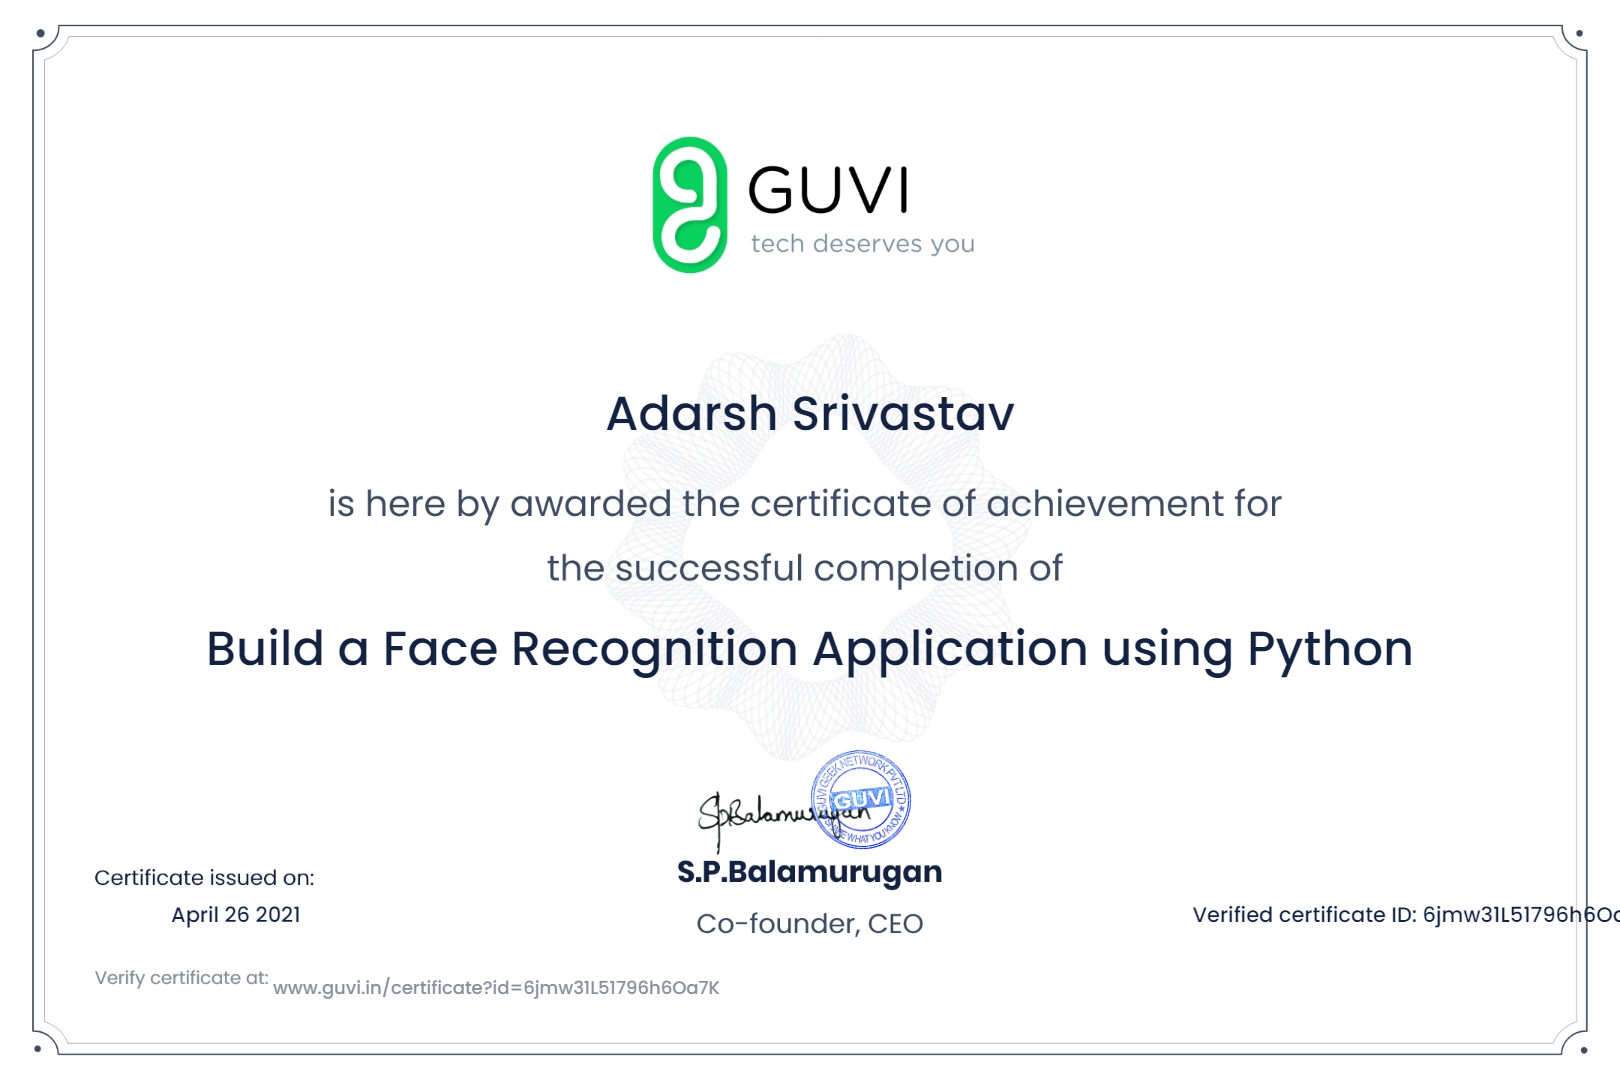 GUVI
tech deserves you
Adarsh Srivastav
is here by awarded the certificate of achievement for
the successful completion of
Build a Face Recognition Application using Python
GUVI GEEK NETWORK PVT LTD
GUVI
SHARE WHAT YOU KNOW
SpBalamurugan
S.P.Balamurugan
Co-founder, CEO
Certificate issued on:
April 26 2021
Verified certificate ID: 6jmw31L51796h6O
Verify certificate at: www.guvi.in/certificate?id=6jmw31L51796h6Oa7K